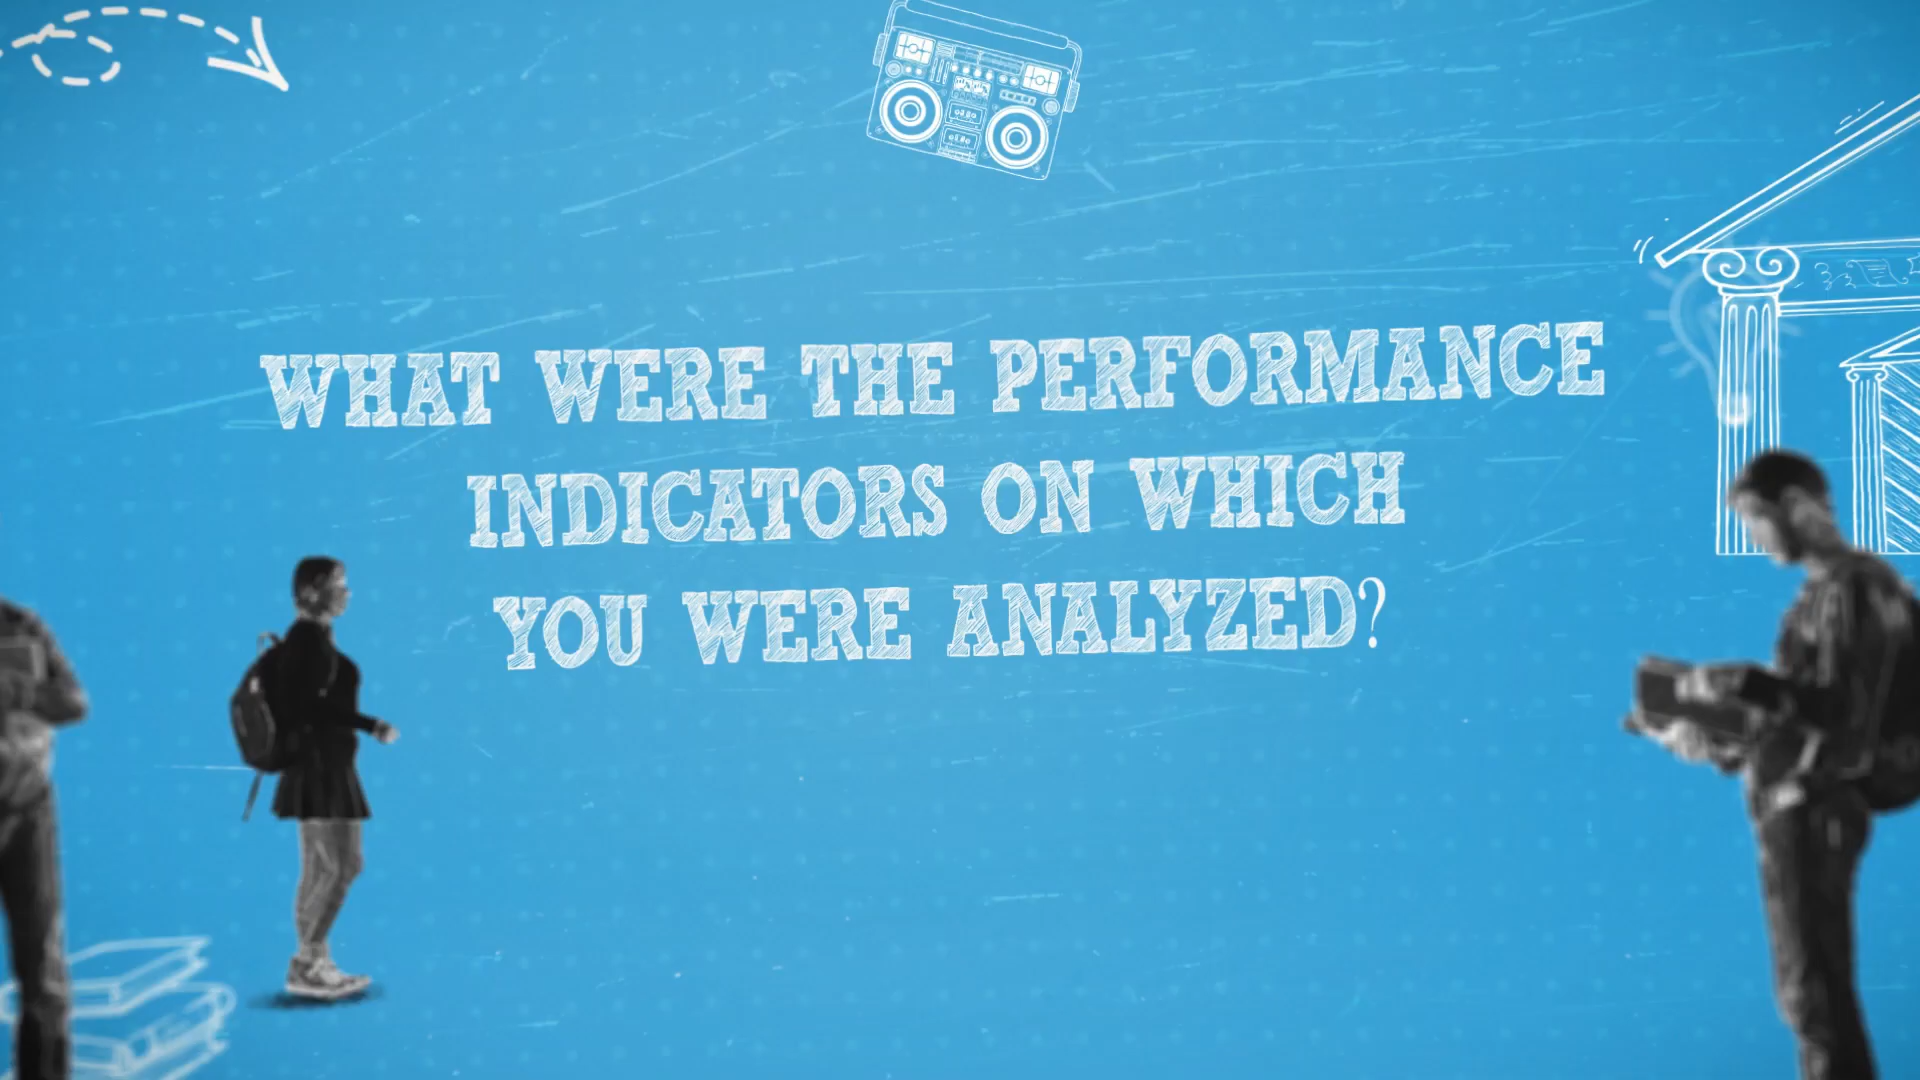 WHAT WERE THE PERFORMANCE
INDICATORS ON WHICH
YOU WERE ANALYZED?